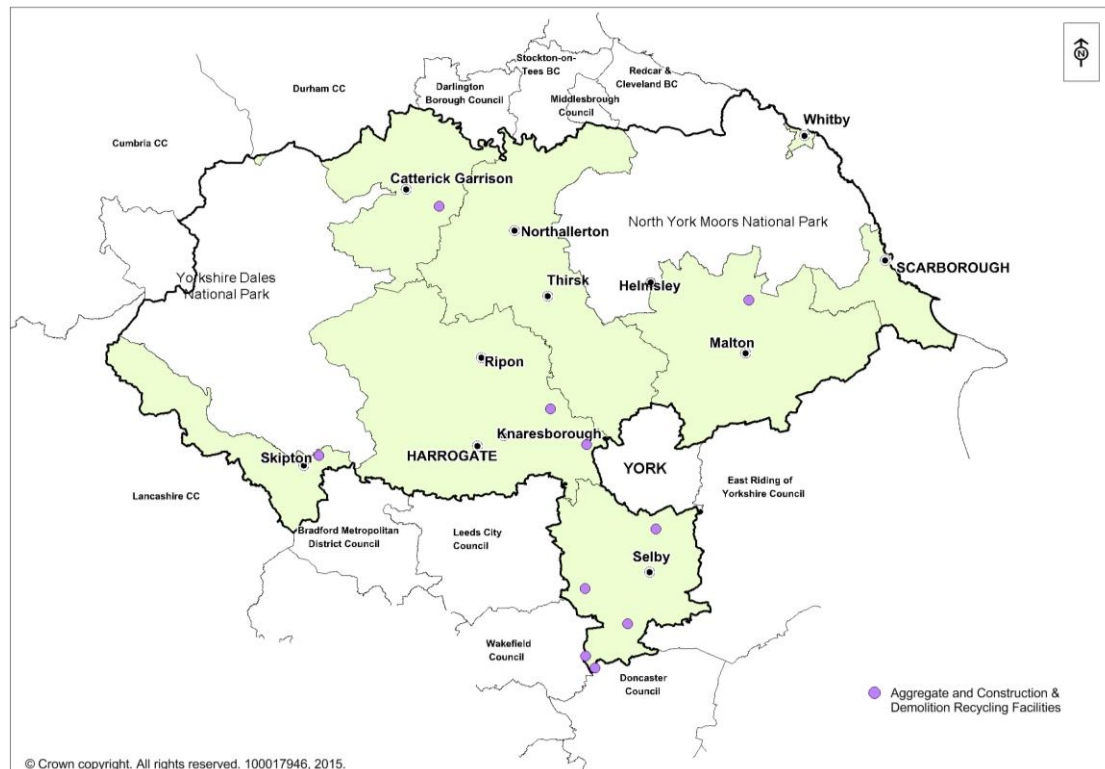 Stockton-on-
Tees BC
Redcar &
Cleveland BC
Durham CC
Darlington
Borough Council
Middlesbrough
Council
N
Whitby
Cumbria CC
Catterick Garrison
North York Moors National Park
Northallerton
SCARBOROUGH
Yorkshire Dales
National Park
Thirsk
Helmsley
Malton
Ripon
Knaresborough
HARROGATE
Skipton
YORK
East Riding of
Yorkshire Council
Lancashire CC
Bradford Metropolitan
District Council
Leeds City
Council
Selby
Wakefield
Council
Doncaster
Council
Aggregate and Construction &
Demolition Recycling Facilities
© Crown copyright. All rights reserved. 100017946, 2015.